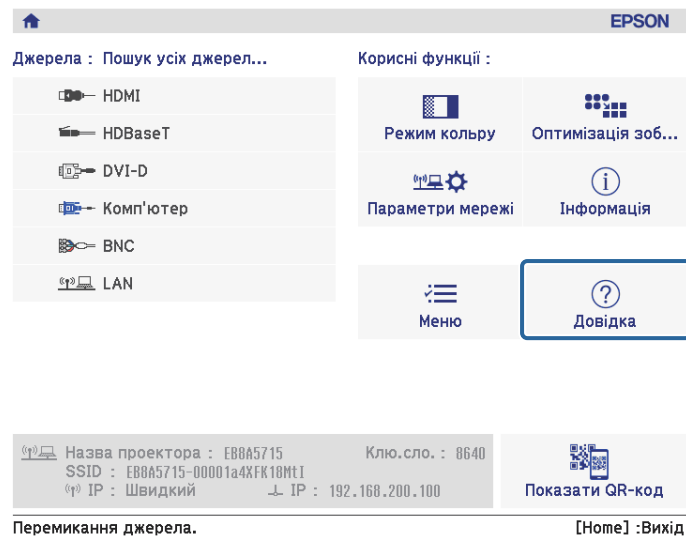 EPSON
Джерела : Пошук усіх джерел...
Корисні функції :
HDMI
HDBaseT
DVI-D
Комп'ютер
BNC
LAN
Режим кольру
Оптимізація зоб...
Параметри мережі
Інформація
Меню
Довідка
Назва проектора : EB8A5715 Клю.сло. : 8640
SSID : EB8A5715-00001a4XFK18MtI
IP : Швидкий IP : 192.168.200.100
Показати QR-код
Перемикання джерела. [Home] :Вихід